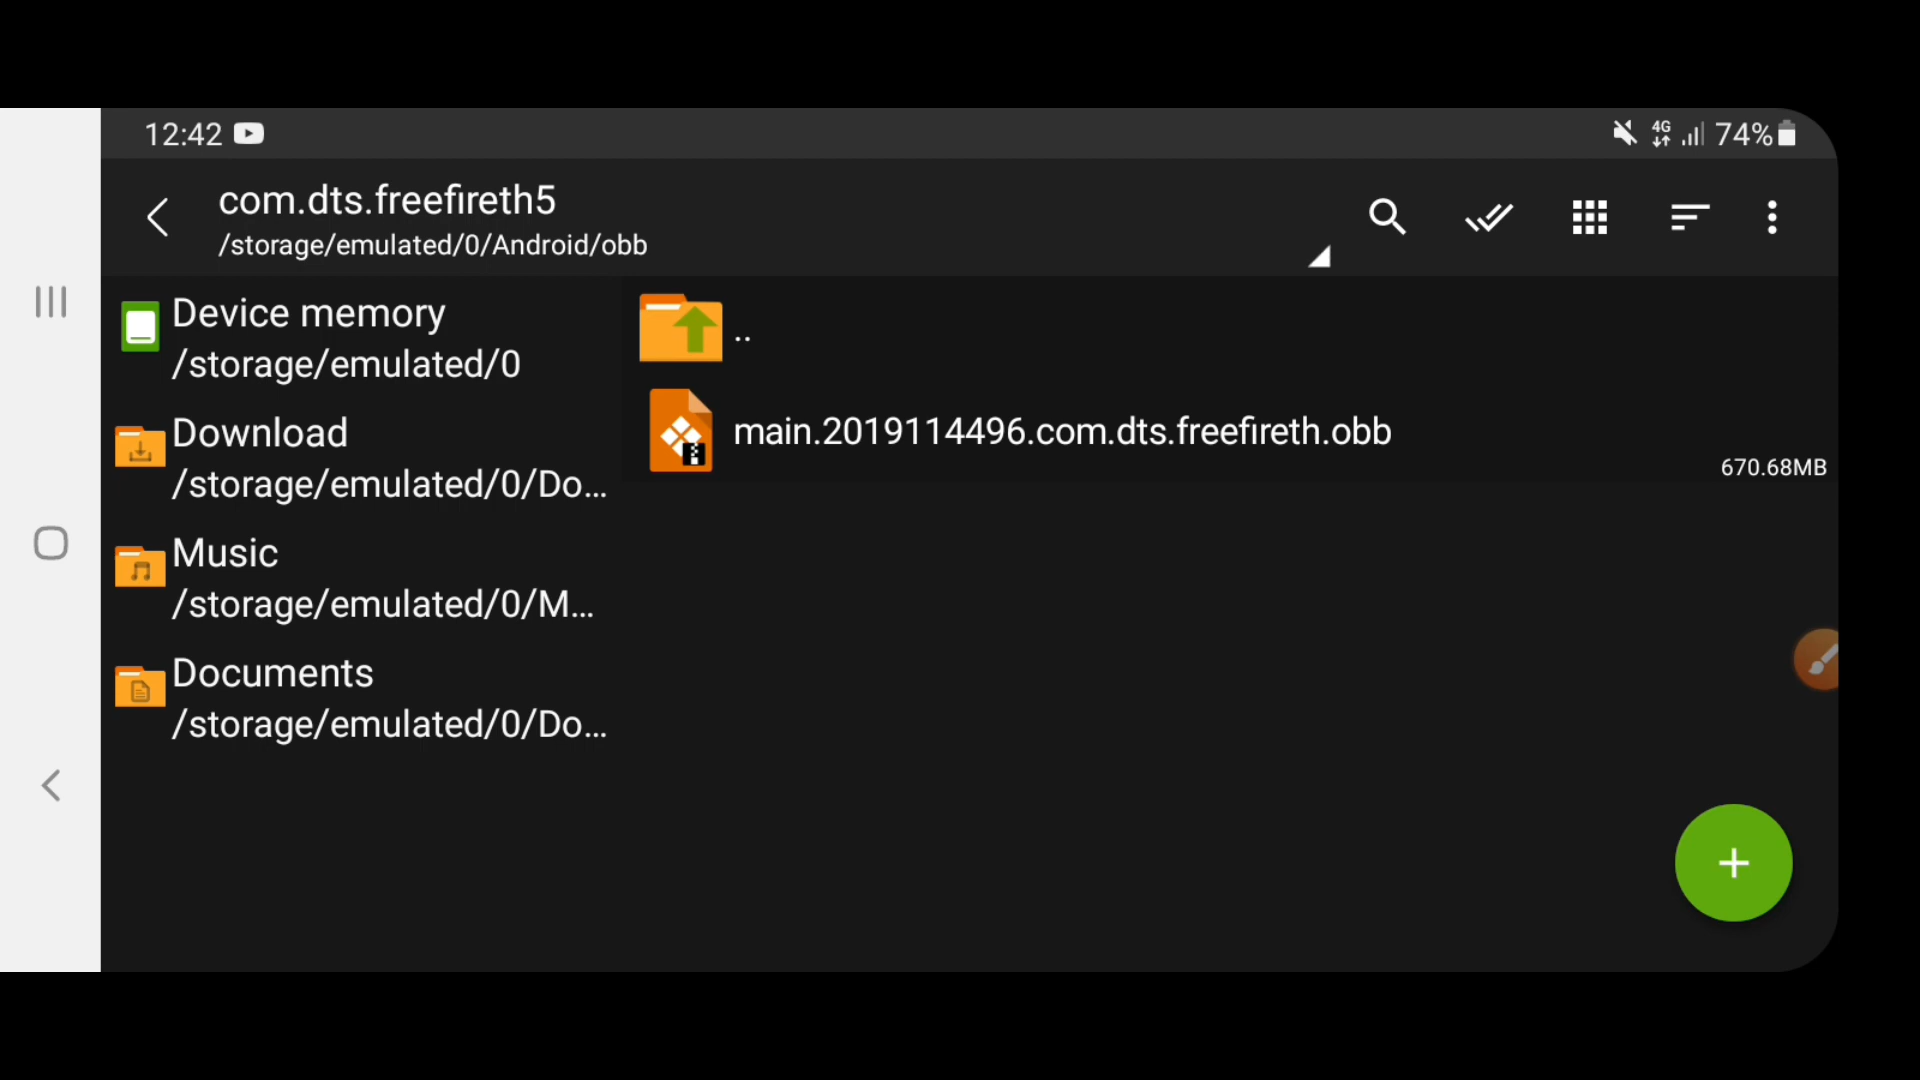 12:42
4G
74%
com.dts.freefireth5
/storage/emulated/0/Android/obb
Device memory
/storage/emulated/0
Download
/storage/emulated/0/Do...
Music
/storage/emulated/0/M...
Documents
/storage/emulated/0/Do...
..
main.2019114496.com.dts.freefireth.obb
670.68MB